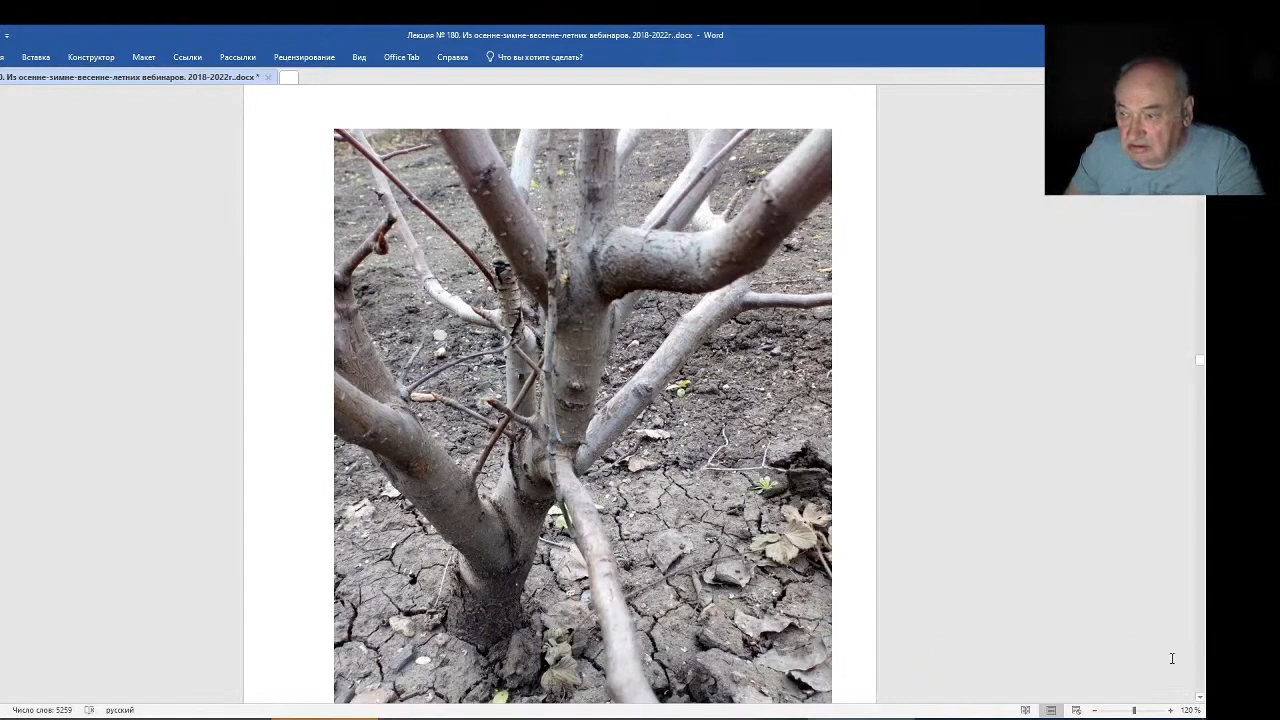 Лекция № 180. Из осенне-зимне-весенне-летних вебинаров. 2018-2022г..docx - Word
я Вставка Конструктор Макет Ссылки Рассылки Рецензирование Вид Office Tab Справка Что вы хотите сделать?
0. Из осенне-зимне-весенне-летних вебинаров. 2018-2022г..docx *
Число слов: 5259 русский 120 %